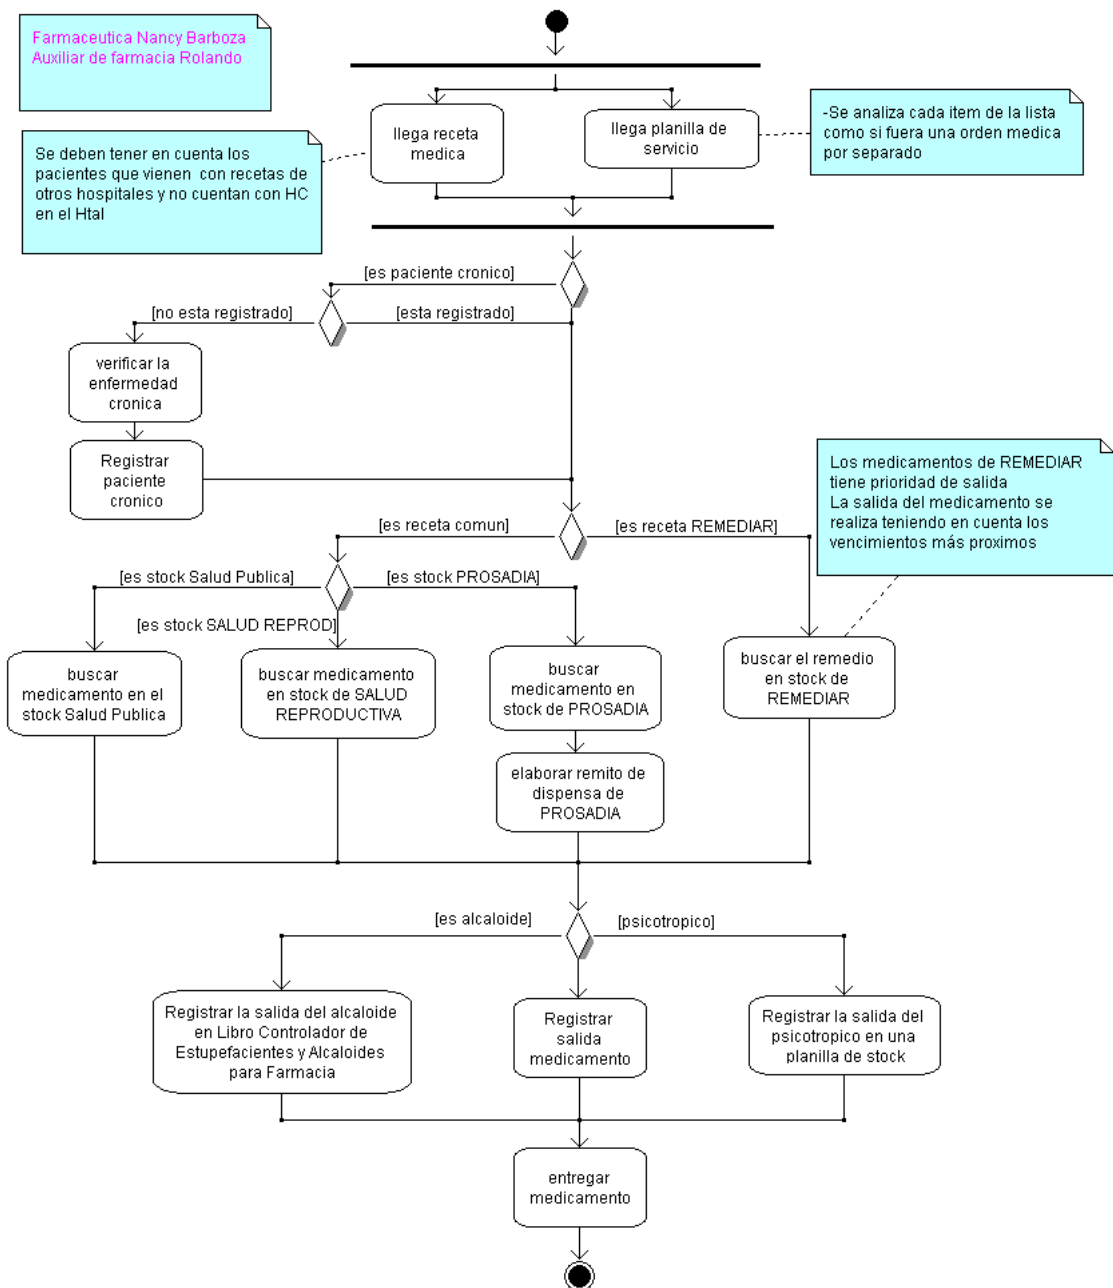 Farmaceutica Nancy Barboza
Auxiliar de farmacia Rolando
llega receta
medica
llega planilla de
servicio
-Se analiza cada item de la lista
como si fuera una orden medica
por separado
Se deben tener en cuenta los
pacientes que vienen con recetas de
otros hospitales y no cuentan con HC
en el Htal
[es paciente cronico]
[no esta registrado]
[esta registrado]
verificar la
enfermedad
cronica
Registrar
paciente
cronico
Los medicamentos de REMEDIAR
tiene prioridad de salida
La salida del medicamento se
realiza teniendo en cuenta los
vencimientos más proximos
[es receta comun]
[es receta REMEDIAR]
[es stock Salud Publica]
[es stock PROSADIA]
[es stock SALUD REPROD]
buscar
medicamento en el
stock Salud Publica
buscar medicamento
en stock de SALUD
REPRODUCTIVA
buscar
medicamento en
stock de PROSADIA
buscar el remedio
en stock de
REMEDIAR
elaborar remito de
dispensa de
PROSADIA
[es alcaloide]
[psicotropico]
Registrar la salida del alcaloide
en Libro Controlador de
Estupefacientes y Alcaloides
para Farmacia
Registrar
salida
medicamento
Registrar la salida del
psicotropico en una
planilla de stock
entregar
medicamento